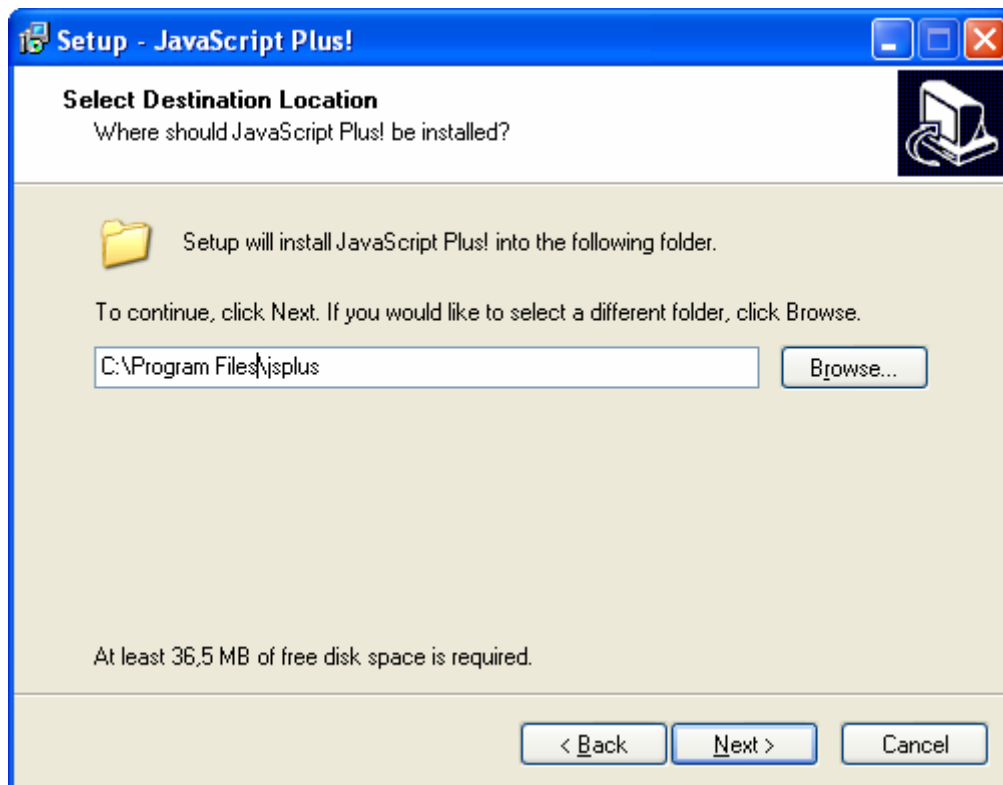 Setup - JavaScript Plus!
Select Destination Location
Where should JavaScript Plus! be installed?
Setup will install JavaScript Plus! into the following folder.
To continue, click Next. If you would like to select a different folder, click Browse.
C:\Program Files\jsplus
Browse...
At least 36,5 MB of free disk space is required.
< Back
Next >
Cancel